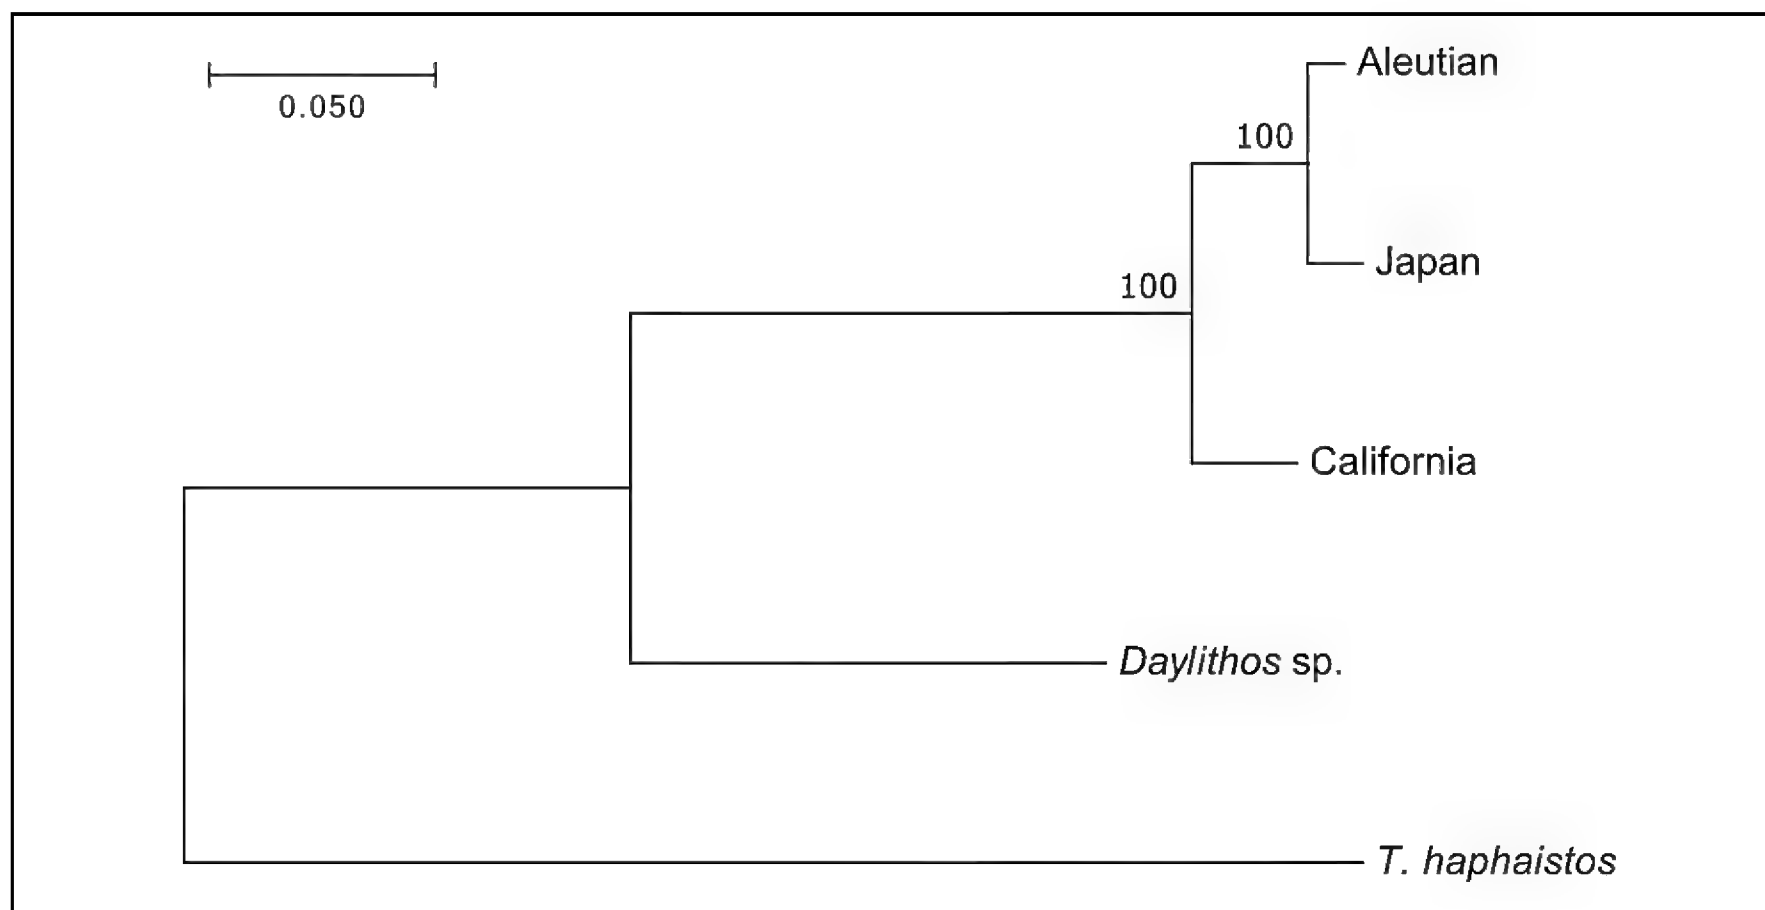 Aleutian
0.050
100
Japan
100
California
Daylithos sp.
T. haphaistos